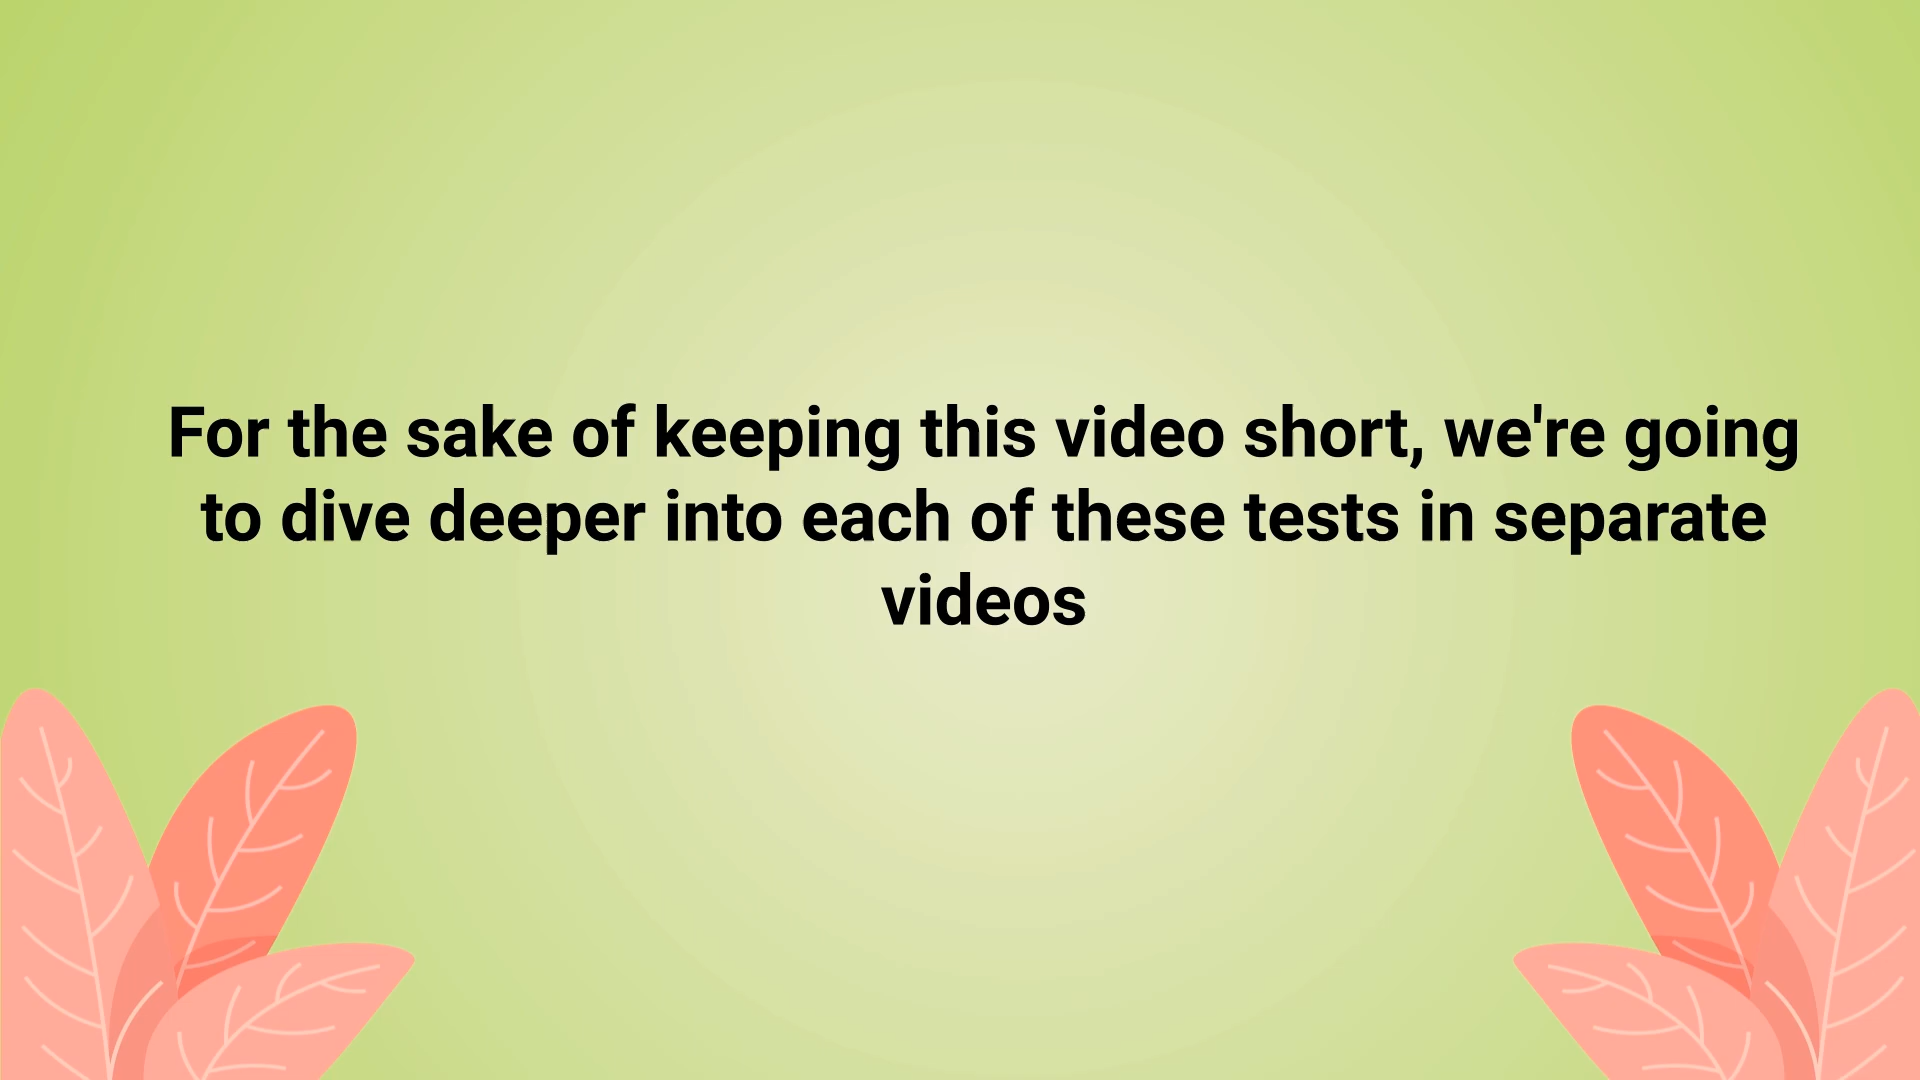 For the sake of keeping this video short, we're going
to dive deeper into each of these tests in separate
videos